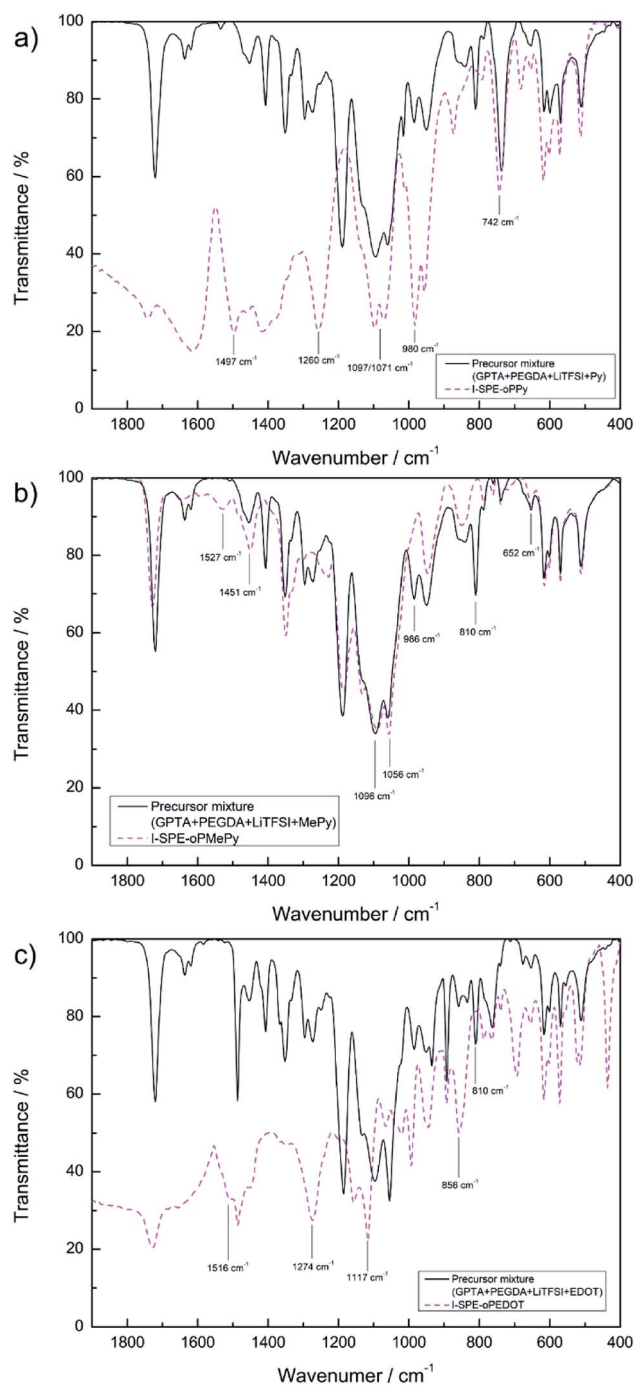 a)
100
80
60
40
20
0
Transmittance / %
742 cm-1
980 cm-1
1497 cm-1
1260 cm-1
1097/1071 cm-1
Precursor mixture
(GPTA+PEGDA+LiTFSI+Py)
I-SPE-oPPy
1800 1600 1400 1200 1000 800 600 400
Wavenumber / cm-1
b)
100
80
60
40
20
0
Transmittance / %
1527 cm-1
1451 cm-1
652 cm-1
986 cm-1
810 cm-1
1056 cm-1
1096 cm-1
Precursor mixture
(GPTA+PEGDA+LiTFSI+MePy)
I-SPE-oPMePy
1800 1600 1400 1200 1000 800 600 400
Wavenumber / cm-1
c)
100
80
60
40
20
0
Transmittance / %
810 cm-1
856 cm-1
1516 cm-1
1274 cm-1
1117 cm-1
Precursor mixture
(GPTA+PEGDA+LiTFSI+EDOT)
I-SPE-oPEDOT
1800 1600 1400 1200 1000 800 600 400
Wavenumer / cm-1